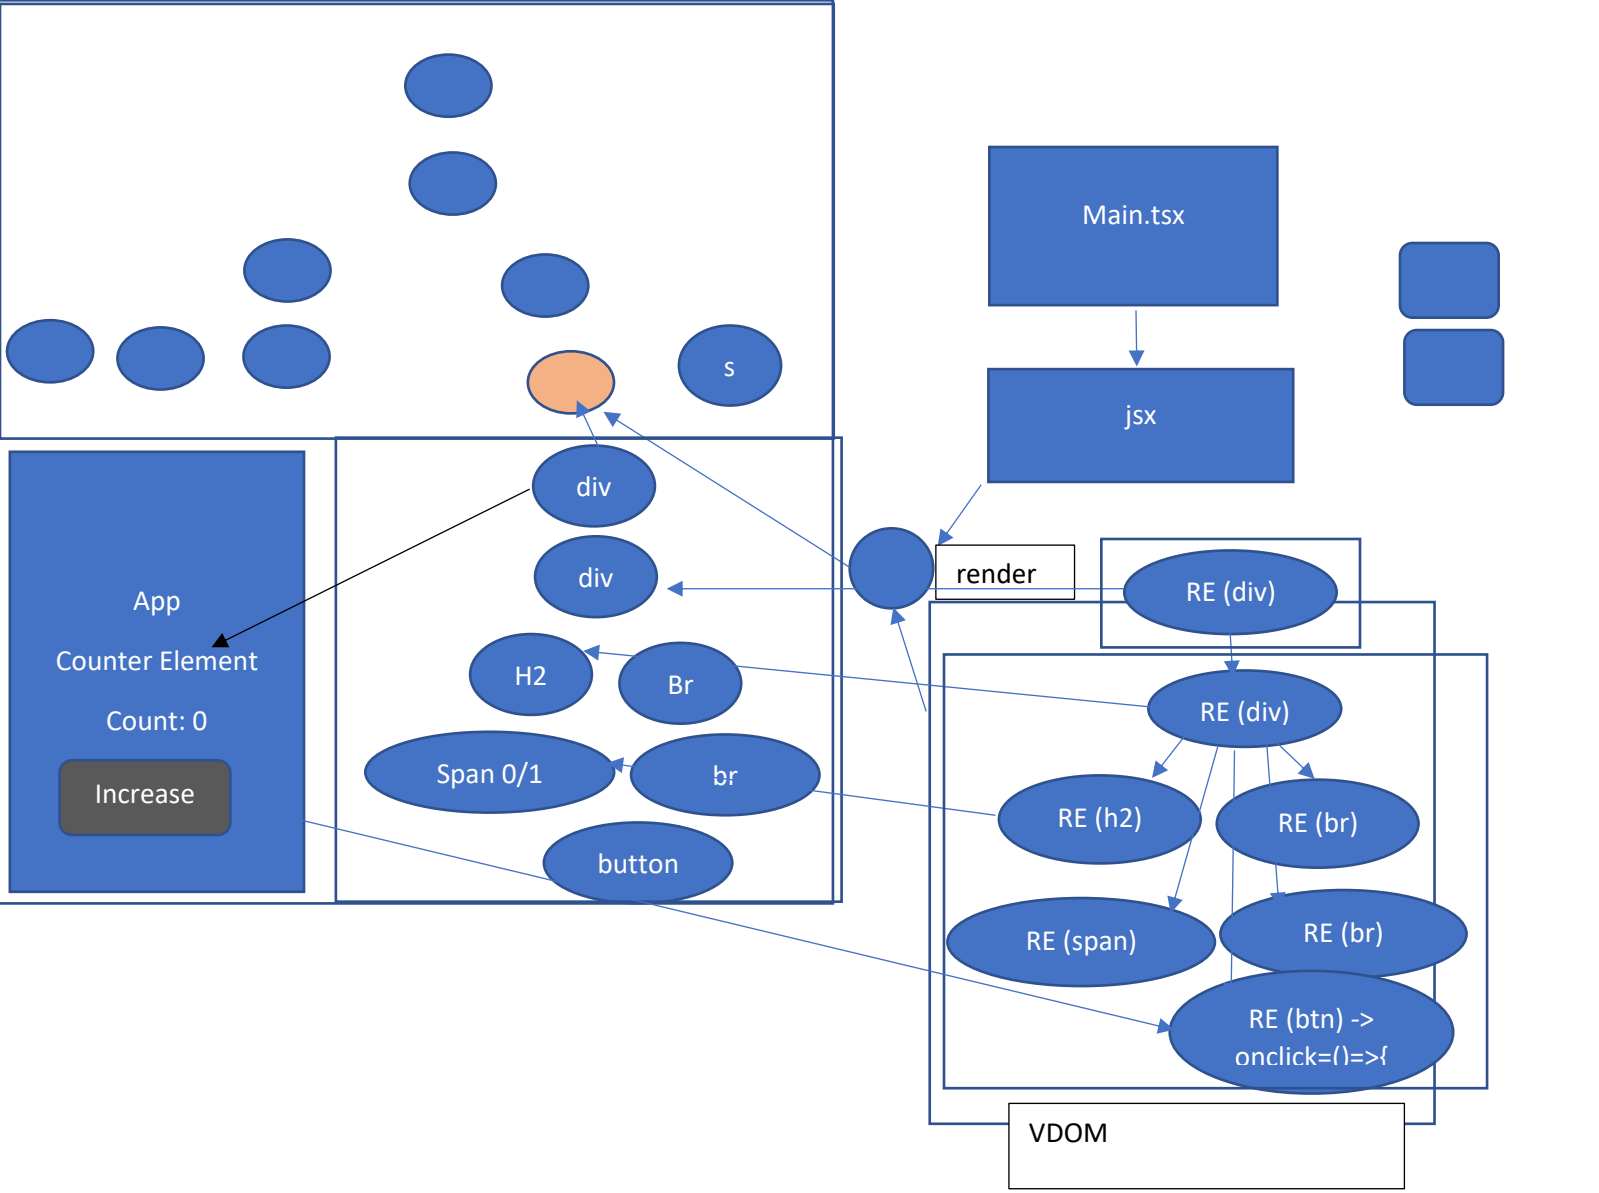 Main.tsx
s
jsx
div
render
div
RE (div)
App
Counter Element
H2
Br
RE (div)
Count: 0
Span 0/1
br
Increase
RE (h2)
RE (br)
button
RE (span)
RE (br)
RE (btn) ->
onclick=()=>{
VDOM